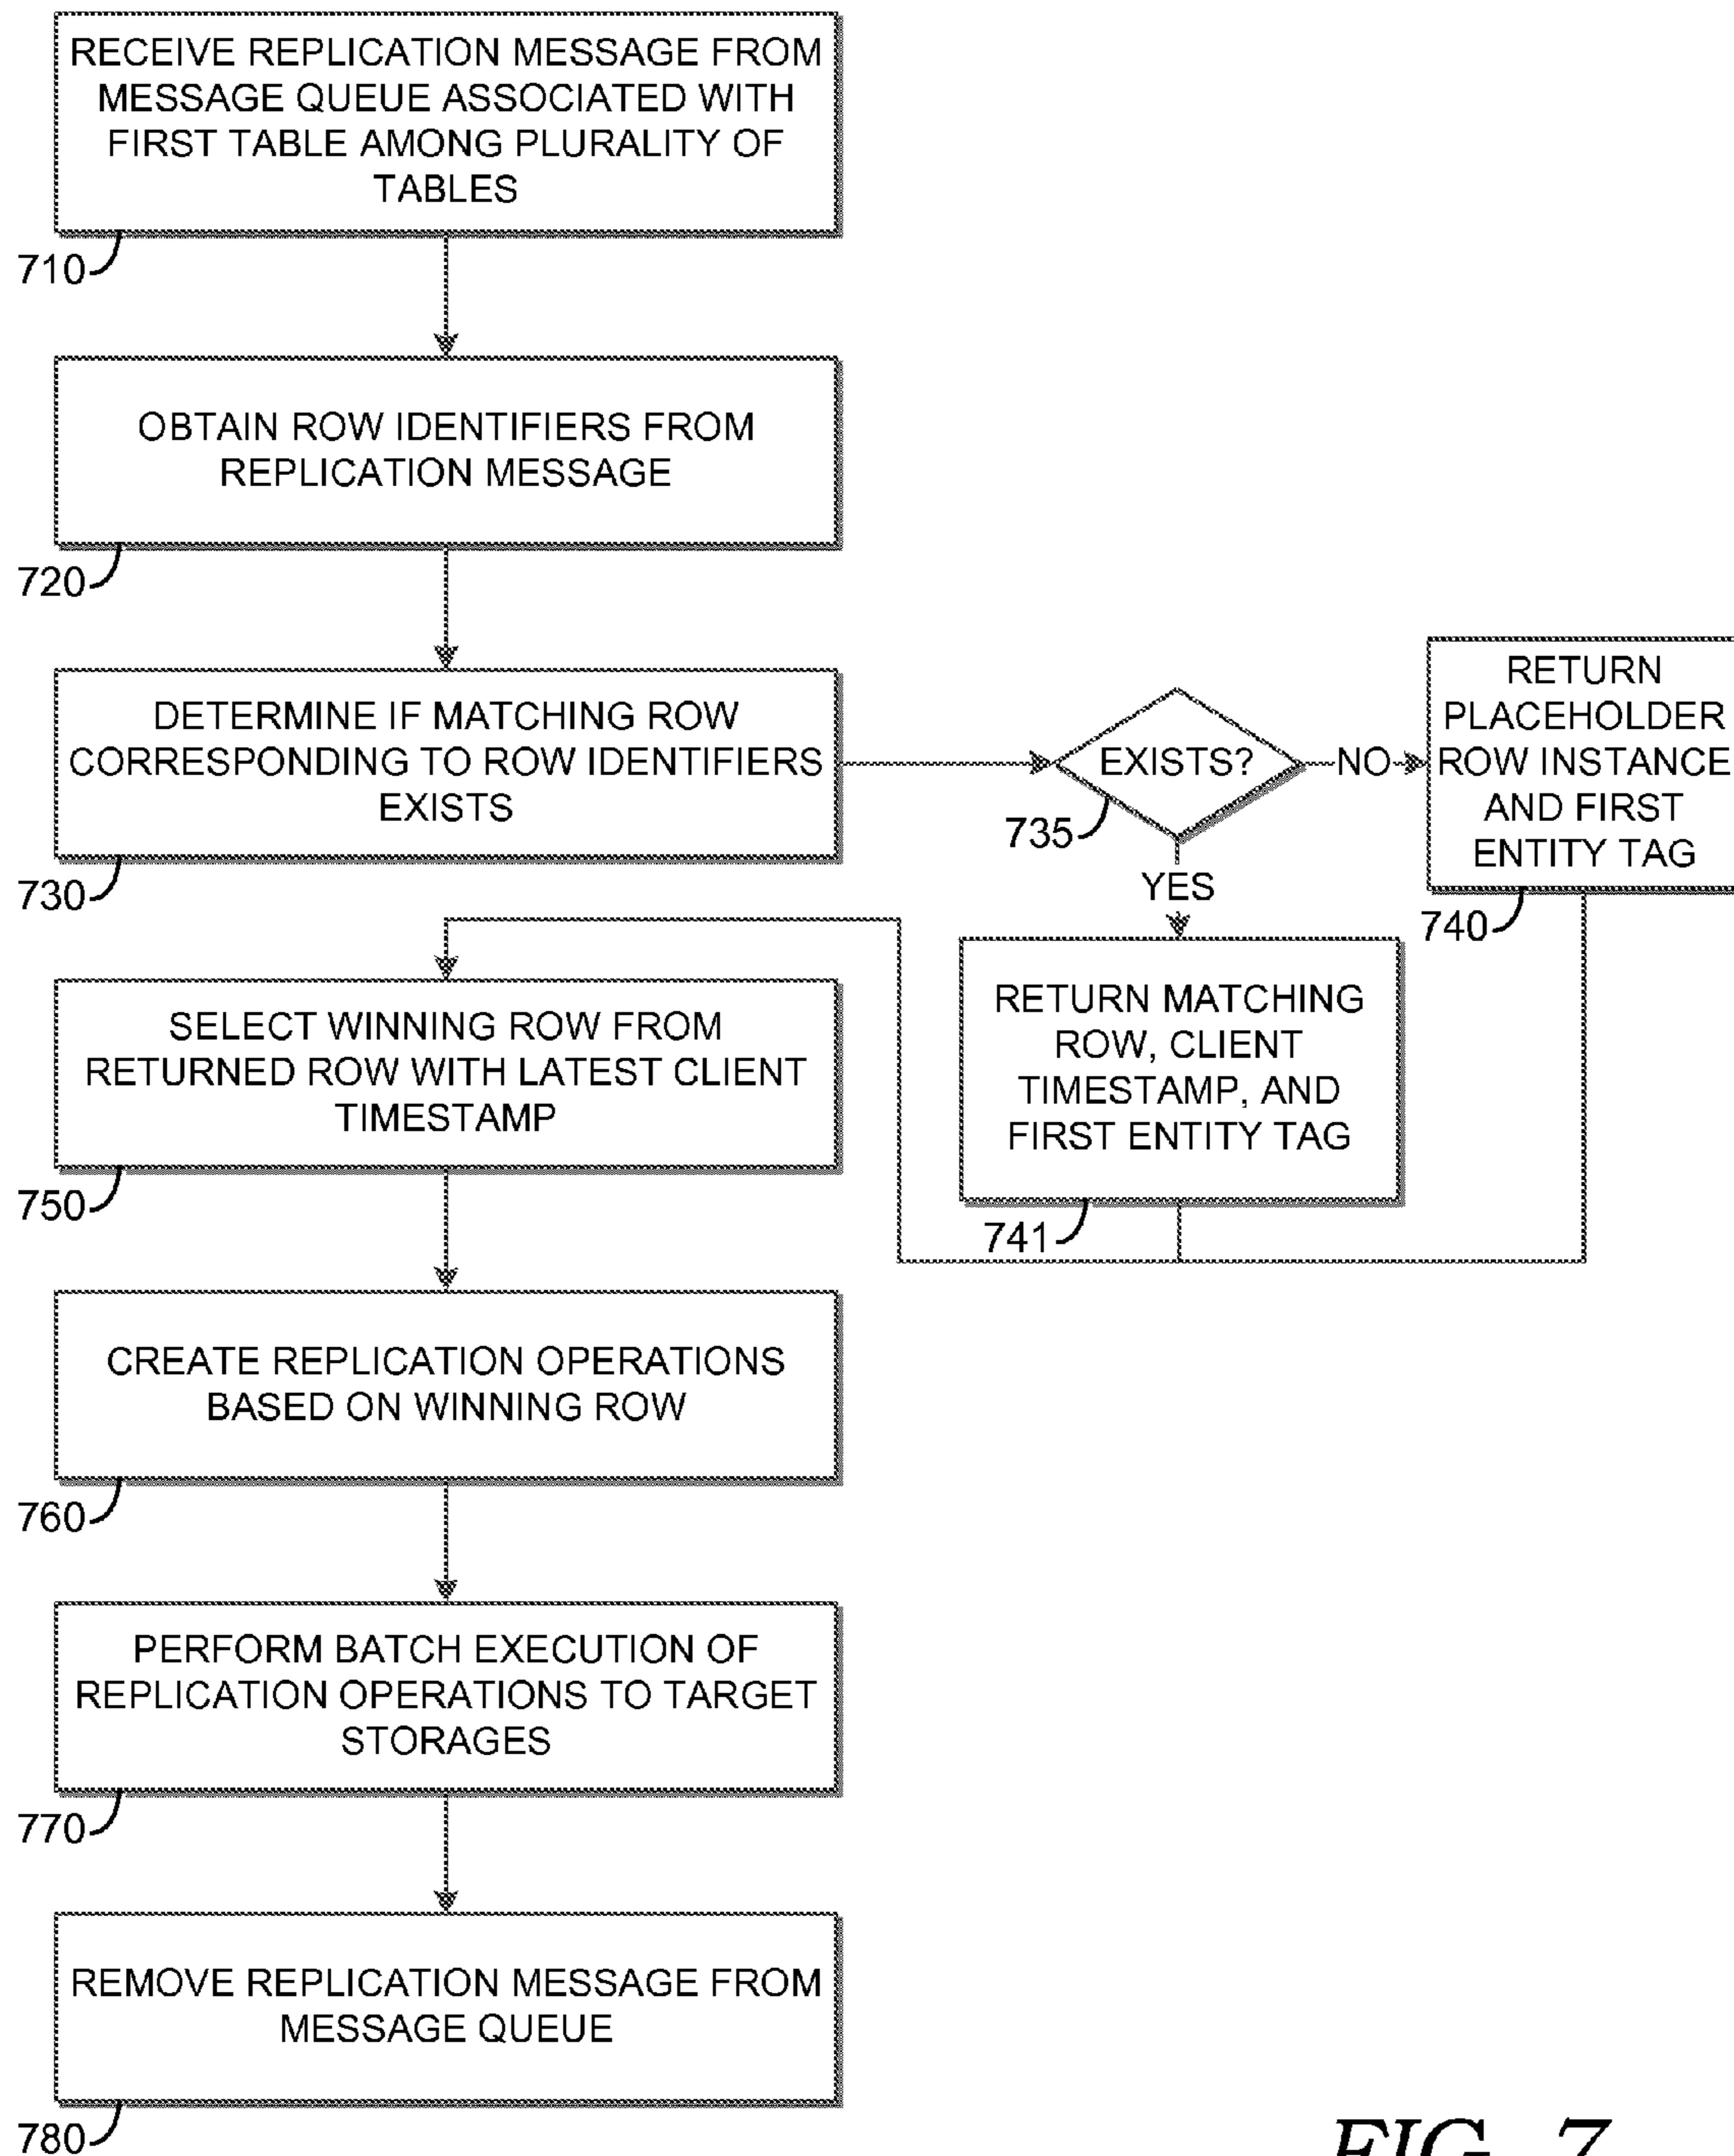 RECEIVE REPLICATION MESSAGE FROM
MESSAGE QUEUE ASSOCIATED WITH
FIRST TABLE AMONG PLURALITY OF
TABLES
710
OBTAIN ROW IDENTIFIERS FROM
REPLICATION MESSAGE
720
DETERMINE IF MATCHING ROW
CORRESPONDING TO ROW IDENTIFIERS
EXISTS
730
EXISTS?
735
NO
YES
RETURN
PLACEHOLDER
ROW INSTANCE
AND FIRST
ENTITY TAG
740
RETURN MATCHING
ROW, CLIENT
TIMESTAMP, AND
FIRST ENTITY TAG
741
SELECT WINNING ROW FROM
RETURNED ROW WITH LATEST CLIENT
TIMESTAMP
750
CREATE REPLICATION OPERATIONS
BASED ON WINNING ROW
760
PERFORM BATCH EXECUTION OF
REPLICATION OPERATIONS TO TARGET
STORAGES
770
REMOVE REPLICATION MESSAGE FROM
MESSAGE QUEUE
780
FIG. 7